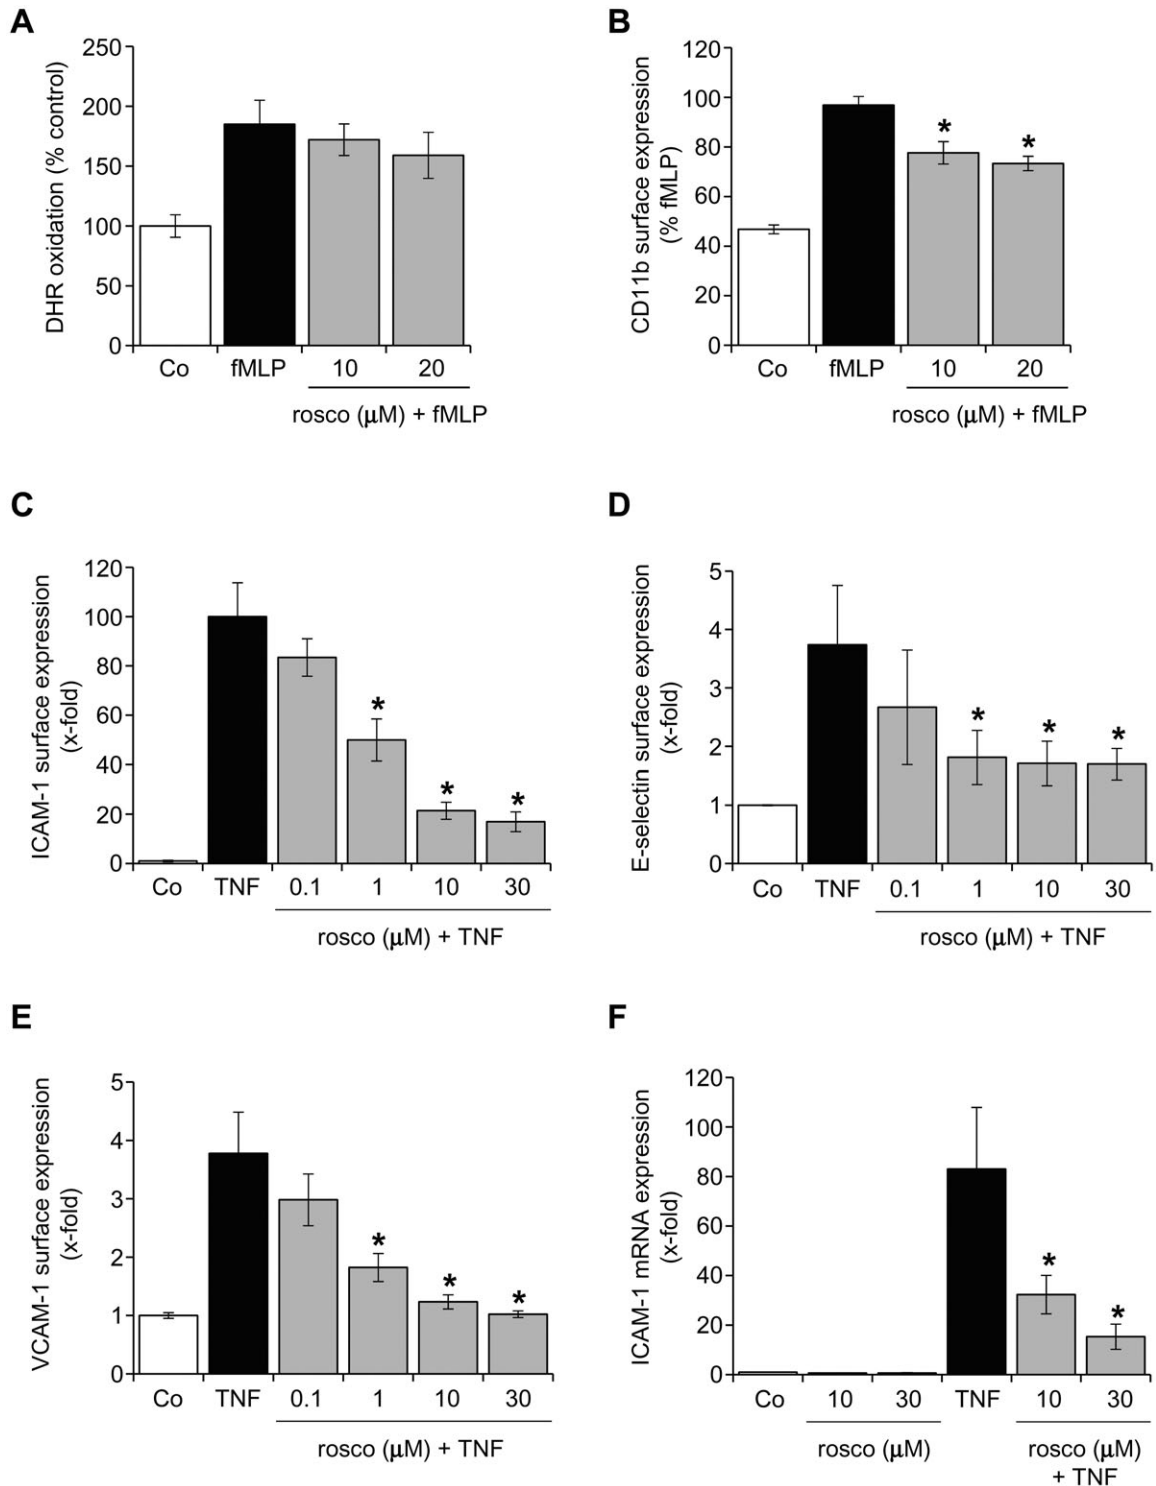 A
DHR oxidation (% control)
250
200
150
100
50
0
Co
fMLP
10
20
rosco (μM) + fMLP
B
CD11b surface expression
(% fMLP)
120
100
80
60
40
20
0
*
*
Co
fMLP
10
20
rosco (μM) + fMLP
C
ICAM-1 surface expression
(x-fold)
120
100
80
60
40
20
0
*
*
*
Co
TNF
0.1
1
10
30
rosco (μM) + TNF
D
E-selectin surface expression
(x-fold)
5
4
3
2
1
0
*
*
*
Co
TNF
0.1
1
10
30
rosco (μM) + TNF
E
VCAM-1 surface expression
(x-fold)
5
4
3
2
1
0
*
*
*
Co
TNF
0.1
1
10
30
rosco (μM) + TNF
F
ICAM-1 mRNA expression
(x-fold)
120
100
80
60
40
20
0
*
*
Co
10
30
TNF
10
30
rosco (μM)
rosco (μM)
+ TNF